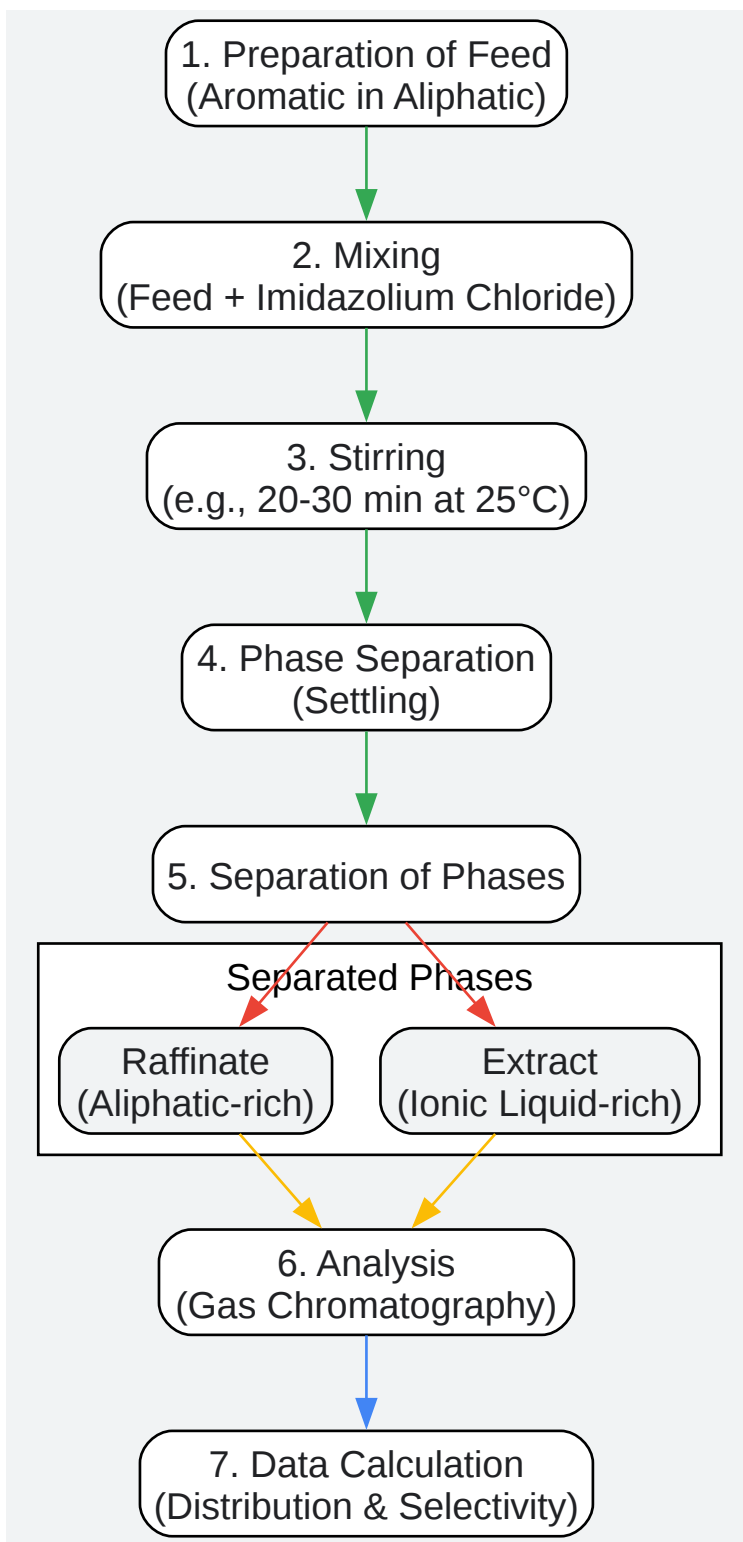 1. Preparation of Feed
(Aromatic in Aliphatic)
2. Mixing
(Feed + Imidazolium Chloride)
3. Stirring
(e.g., 20-30 min at 25°C)
4. Phase Separation
(Settling)
5. Separation of Phases
Separated Phases
Raffinate
(Aliphatic-rich)
Extract
(Ionic Liquid-rich)
6. Analysis
(Gas Chromatography)
7. Data Calculation
(Distribution & Selectivity)